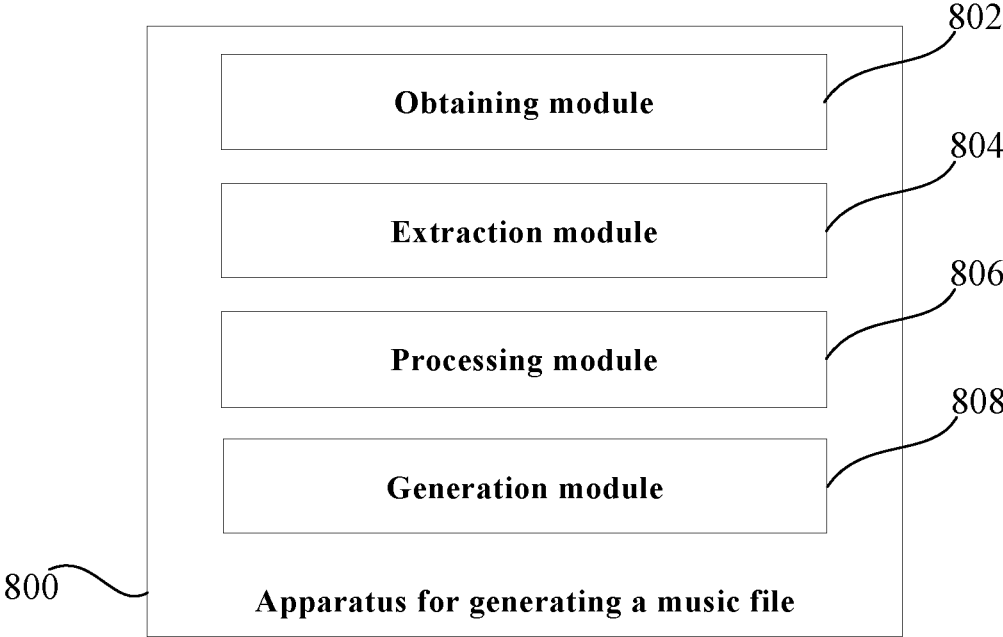 802
Obtaining module
804
Extraction module
806
Processing module
808
Generation module
800
Apparatus for generating a music file